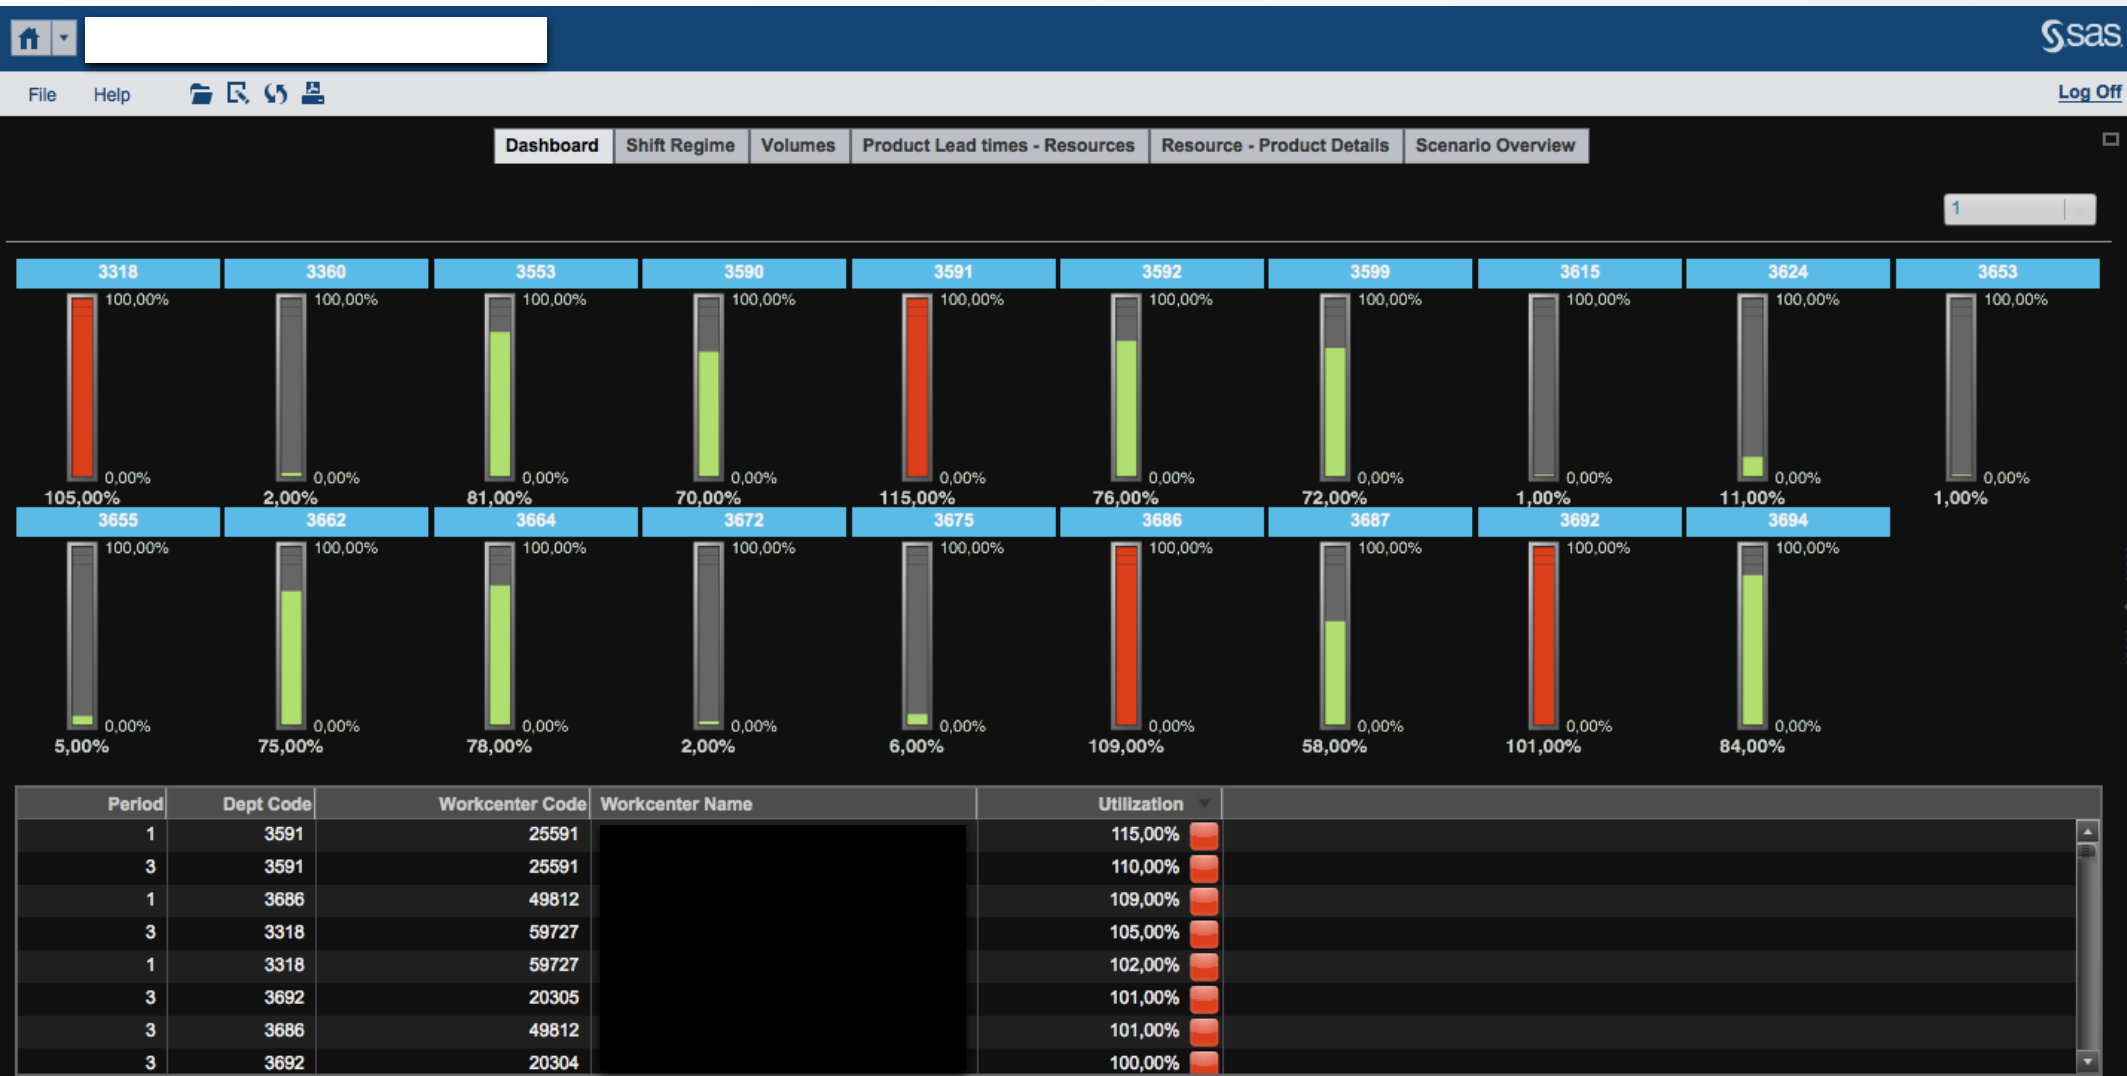 sas
File Help
Log Off
Dashboard Shift Regime Volumes Product Lead times - Resources Resource - Product Details Scenario Overview
1
3318 3360 3553 3590 3591 3592 3599 3615 3624 3653
100,00% 100,00% 100,00% 100,00% 100,00% 100,00% 100,00% 100,00% 100,00% 100,00%
0,00% 0,00% 0,00% 0,00% 0,00% 0,00% 0,00% 0,00% 0,00% 0,00%
105,00% 2,00% 81,00% 70,00% 115,00% 76,00% 72,00% 1,00% 11,00% 1,00%
3655 3662 3664 3672 3675 3686 3687 3692 3694
100,00% 100,00% 100,00% 100,00% 100,00% 100,00% 100,00% 100,00% 100,00%
0,00% 0,00% 0,00% 0,00% 0,00% 0,00% 0,00% 0,00% 0,00%
5,00% 75,00% 78,00% 2,00% 6,00% 109,00% 58,00% 101,00% 84,00%
Period Dept Code Workcenter Code Workcenter Name Utilization
1 3591 25591 115,00%
3 3591 25591 110,00%
1 3686 49812 109,00%
3 3318 59727 105,00%
1 3318 59727 102,00%
3 3692 20305 101,00%
3 3686 49812 101,00%
3 3692 20304 100,00%